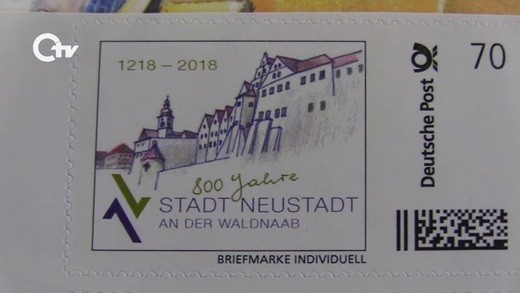 Otv
1218 – 2018
800 Jahre
STADT NEUSTADT
AN DER WALDNAAB
BRIEFMARKE INDIVIDUELL
Deutsche Post
70